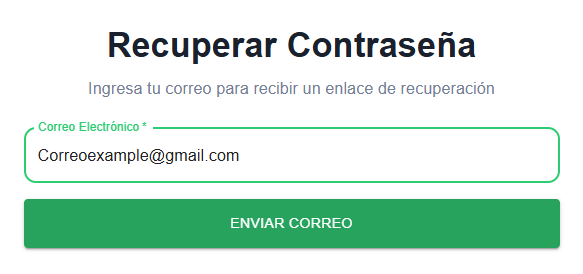 Recuperar Contraseña
Ingresa tu correo para recibir un enlace de recuperación
Correo Electrónico *
Correoexample@gmail.com
ENVIAR CORREO